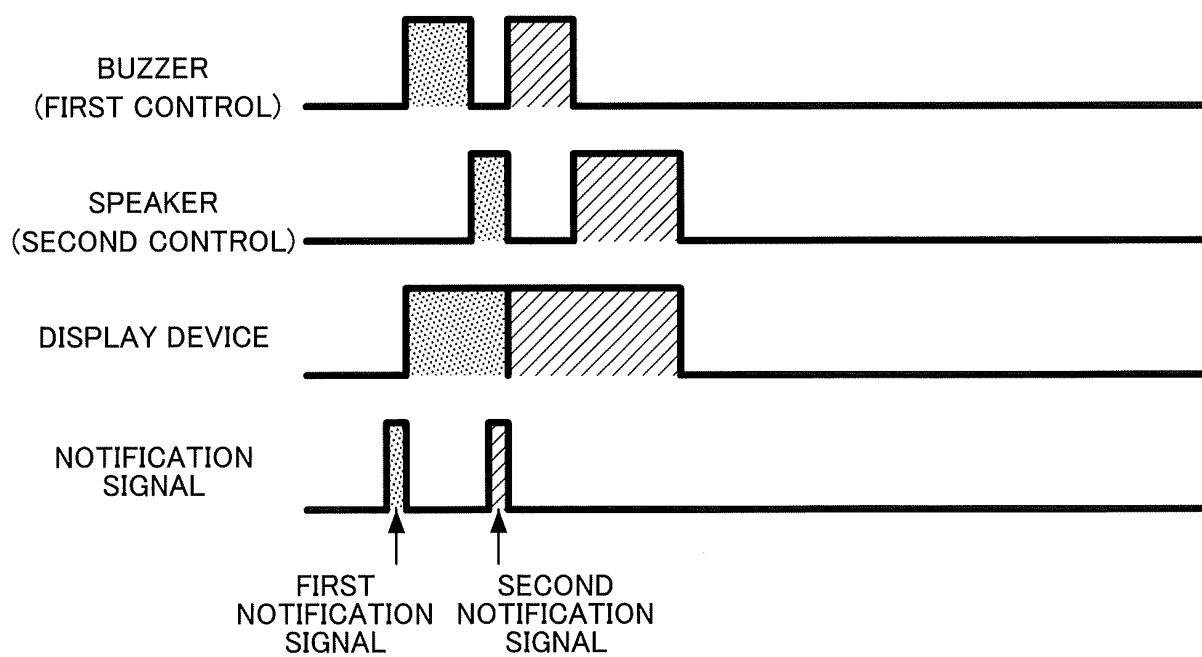 BUZZER
(FIRST CONTROL)
SPEAKER
(SECOND CONTROL)
DISPLAY DEVICE
NOTIFICATION
SIGNAL
FIRST
NOTIFICATION
SIGNAL
SECOND
NOTIFICATION
SIGNAL